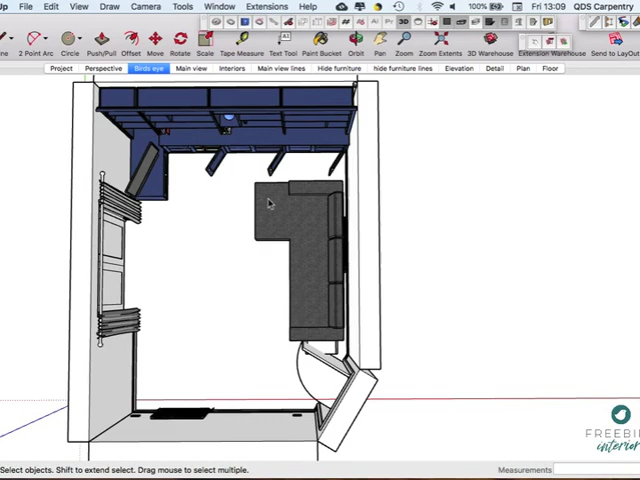 Up File Edit View Draw Camera Tools Window Extensions Help 100% Fri 13:09 QDS Carpentry
2 Point Arc Circle Push/Pull Offset Move Rotate Scale Tape Measure Text Tool Paint Bucket Orbit Pan Zoom Zoom Extents 3D Warehouse Extension Warehouse Send to LayOut
Project Perspective Birds eye Main view Interiors Main view lines Hide furniture hide furniture lines Elevation Detail Plan Floor
FREEBI
interior
Select objects. Shift to extend select. Drag mouse to select multiple. Measurements